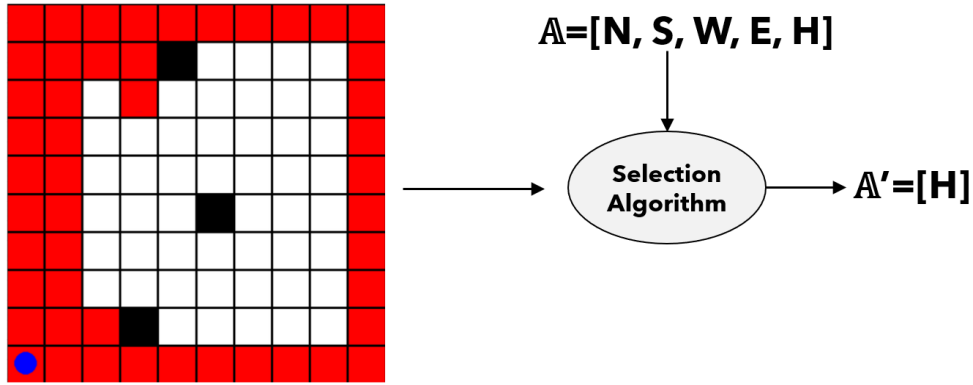 𝔸=[N, S, W, E, H]
Selection
Algorithm
𝔸′=[H]